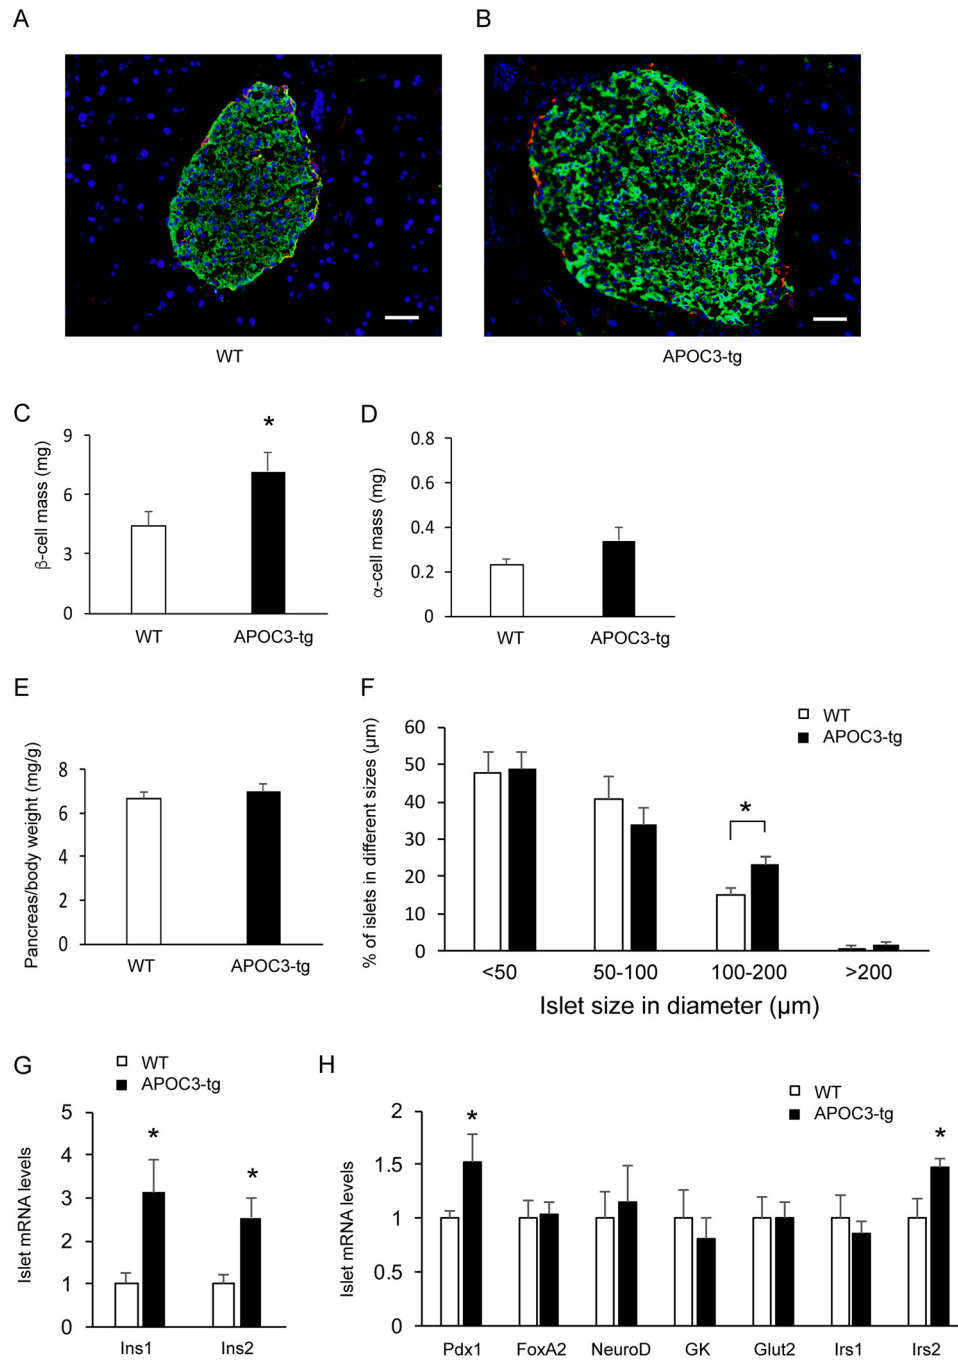 A
B
WT
APOC3-tg
C
β-cell mass (mg)
9
6
3
0
*
WT
APOC3-tg
D
α-cell mass (mg)
0.8
0.6
0.4
0.2
0
WT
APOC3-tg
E
Pancreas/body weight (mg/g)
8
6
4
2
0
WT
APOC3-tg
F
% of islets in different sizes (µm)
60
50
40
30
20
10
0
WT
APOC3-tg
*
<50
50-100
100-200
>200
Islet size in diameter (µm)
G
WT
APOC3-tg
Islet mRNA levels
5
4
3
2
1
0
*
*
Ins1
Ins2
H
WT
APOC3-tg
Islet mRNA levels
2
1.5
1
0.5
0
*
*
Pdx1
FoxA2
NeuroD
GK
Glut2
Irs1
Irs2